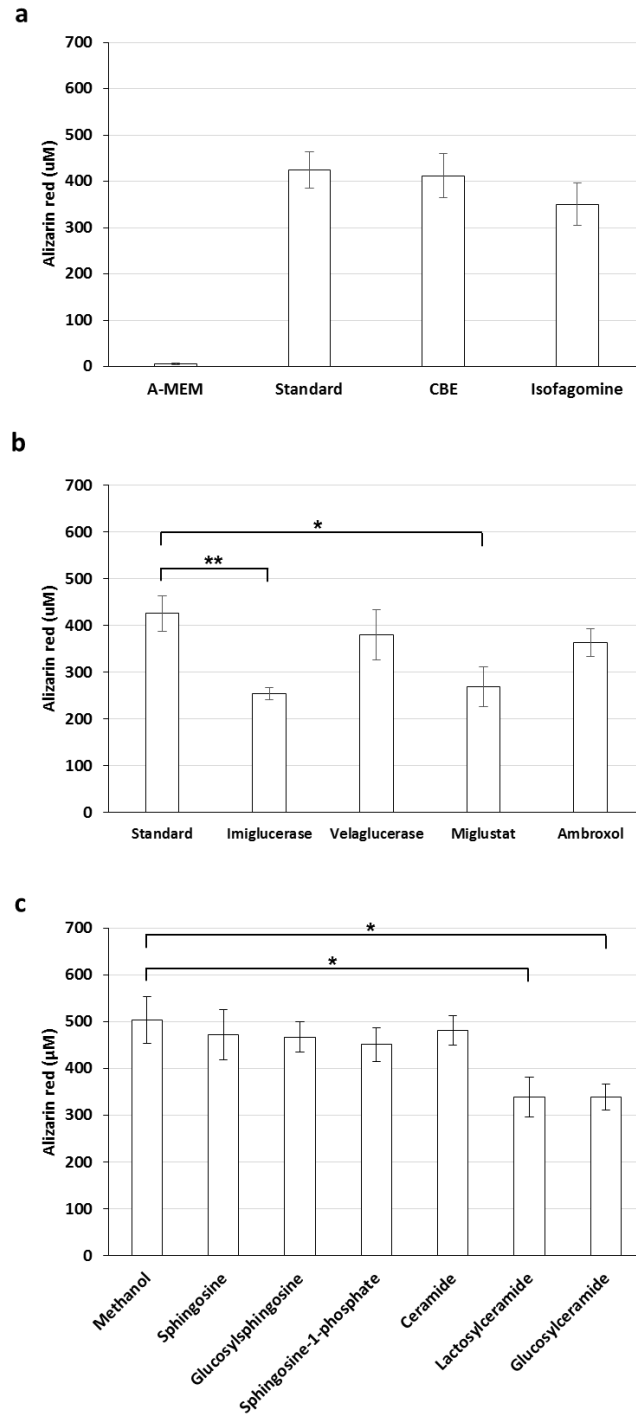 a
700
600
500
400
300
200
100
0
Alizarin red (uM)
A-MEM Standard CBE Isofagomine
b
700
600
500
400
300
200
100
0
Alizarin red (uM)
*
**
Standard Imiglucerase Velaglucerase Miglustat Ambroxol
c
700
600
500
400
300
200
100
0
Alizarin red (µM)
*
*
Methanol
Sphingosine
Glucosylsphingosine
Sphingosine-1-phosphate
Ceramide
Lactosylceramide
Glucosylceramide